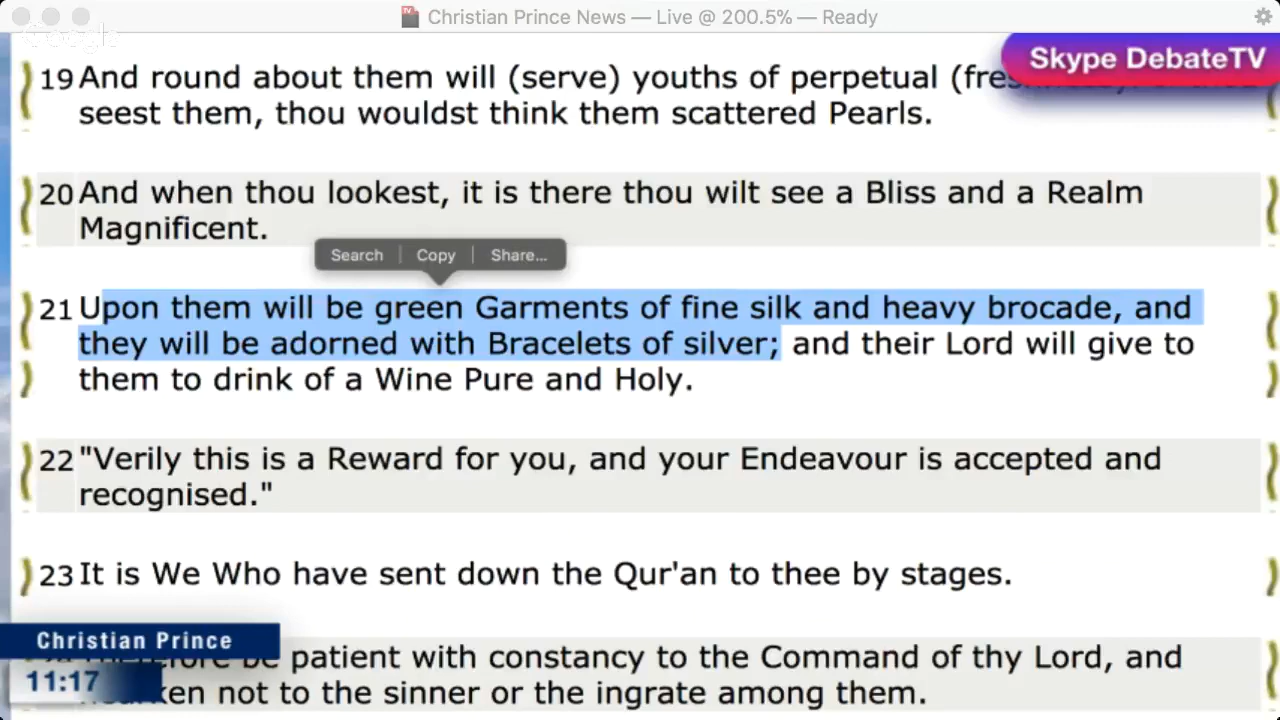 Christian Prince News — Live @ 200.5% — Ready
Google
Skype DebateTV
19 And round about them will (serve) youths of perpetual
seest them, thou wouldst think them scattered Pearls.
20 And when thou lookest, it is there thou wilt see a Bliss and a Realm
Magnificent.
Search Copy Share...
21 Upon them will be green Garments of fine silk and heavy brocade, and
they will be adorned with Bracelets of silver; and their Lord will give to
them to drink of a Wine Pure and Holy.
22 "Verily this is a Reward for you, and your Endeavour is accepted and
recognised."
23 It is We Who have sent down the Qur'an to thee by stages.
Christian Prince
be patient with constancy to the Command of thy Lord, and
11:17
not to the sinner or the ingrate among them.